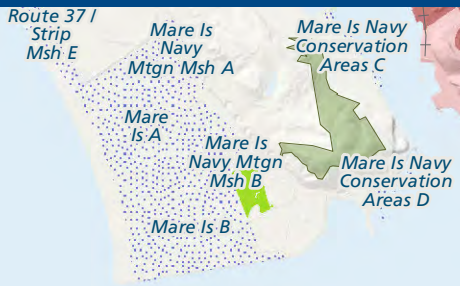 Route 37 /
Strip
Msh E
Mare Is
Navy
Mtgn Msh A
Mare Is Navy
Conservation
Areas C
Mare
Is A
Mare Is
Navy Mtgn
Msh B
Mare Is Navy
Conservation
Areas D
Mare Is B